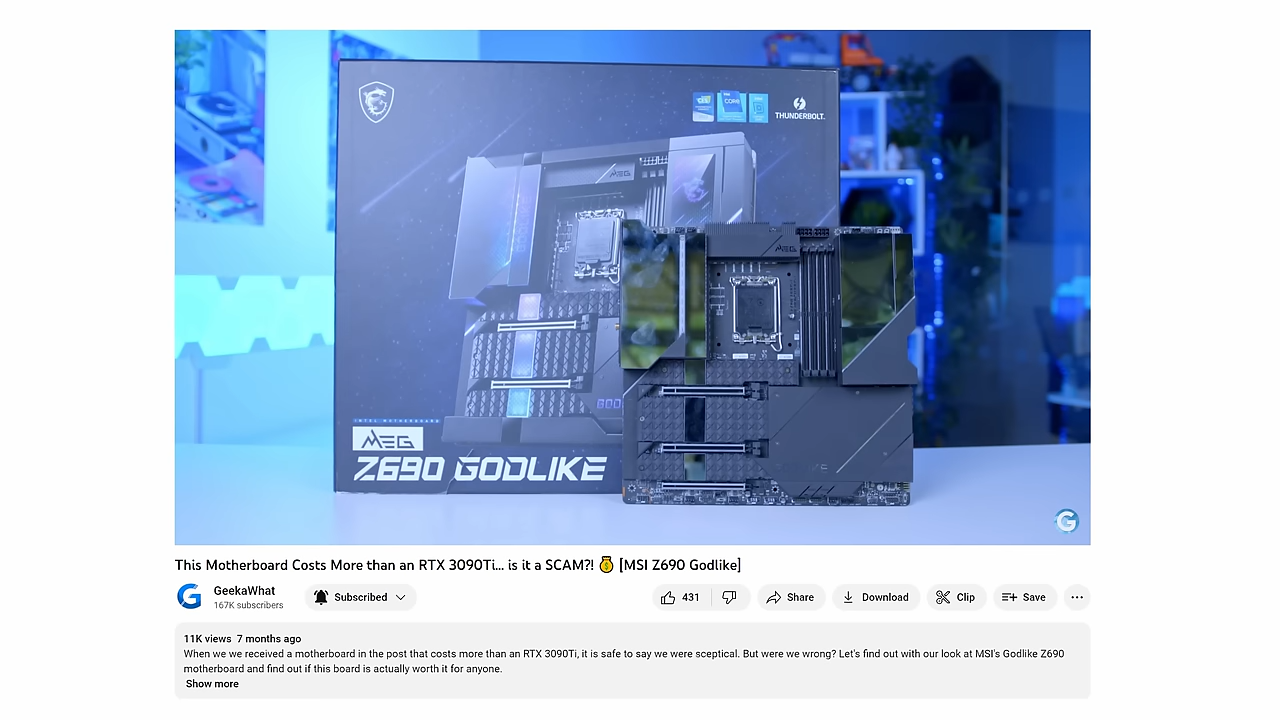 THUNDERBOLT.
MEG
MEG
INTEL MOTHERBOARD
MEG
Z690 GODLIKE
G
This Motherboard Costs More than an RTX 3090Ti... is it a SCAM?! 💰 [MSI Z690 Godlike]
GeekaWhat
167K subscribers
Subscribed
431
Share
Download
Clip
Save
11K views 7 months ago
When we we received a motherboard in the post that costs more than an RTX 3090Ti, it is safe to say we were sceptical. But were we wrong? Let's find out with our look at MSI's Godlike Z690
motherboard and find out if this board is actually worth it for anyone.
Show more